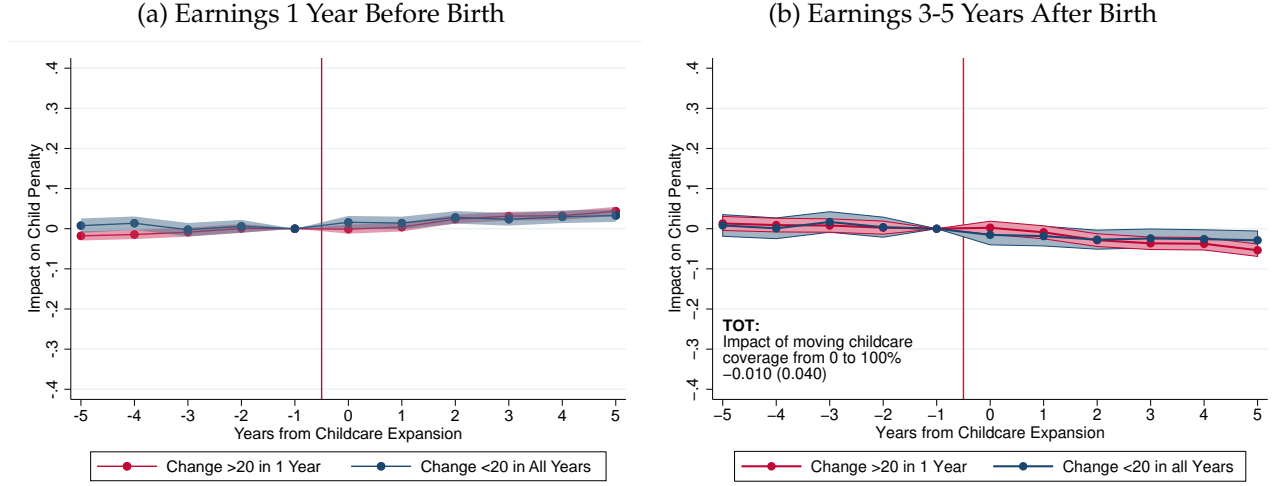 (a) Earnings 1 Year Before Birth
Impact on Child Penalty
.4
.3
.2
.1
0
-.1
-.2
-.3
-.4
-5 -4 -3 -2 -1 0 1 2 3 4 5
Years from Childcare Expansion
Change >20 in 1 Year Change <20 in All Years
(b) Earnings 3-5 Years After Birth
Impact on Child Penalty
.4
.3
.2
.1
0
−.1
−.2
−.3
−.4
TOT:
Impact of moving childcare
coverage from 0 to 100%
−0.010 (0.040)
−5 −4 −3 −2 −1 0 1 2 3 4 5
Years from Childcare Expansion
Change >20 in 1 Year Change <20 in all Years